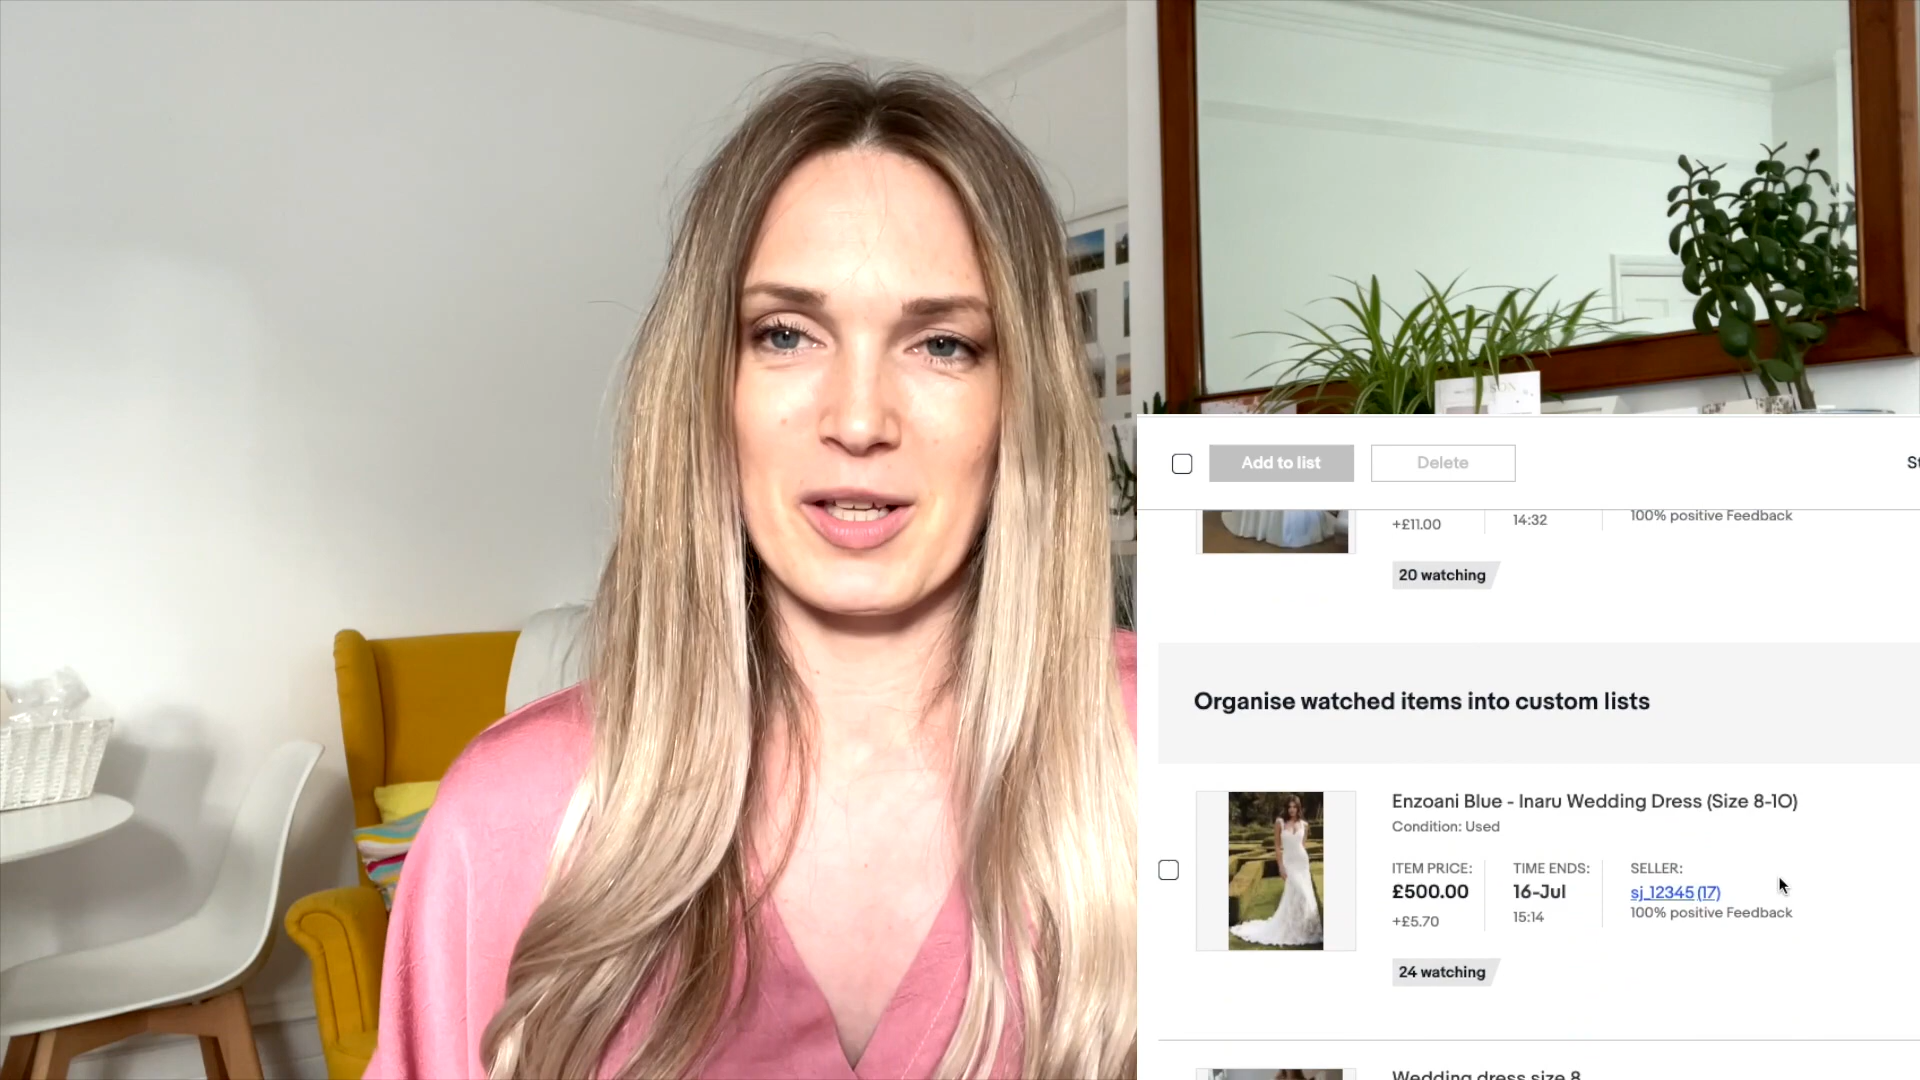 SON
Add to list
Delete
St
+£11.00
14:32
100% positive Feedback
20 watching
Organise watched items into custom lists
Enzoani Blue - Inaru Wedding Dress (Size 8-10)
Condition: Used
ITEM PRICE:
TIME ENDS:
SELLER:
£500.00
16-Jul
sj_12345 (17)
+£5.70
15:14
100% positive Feedback
24 watching
Wedding dress size 8